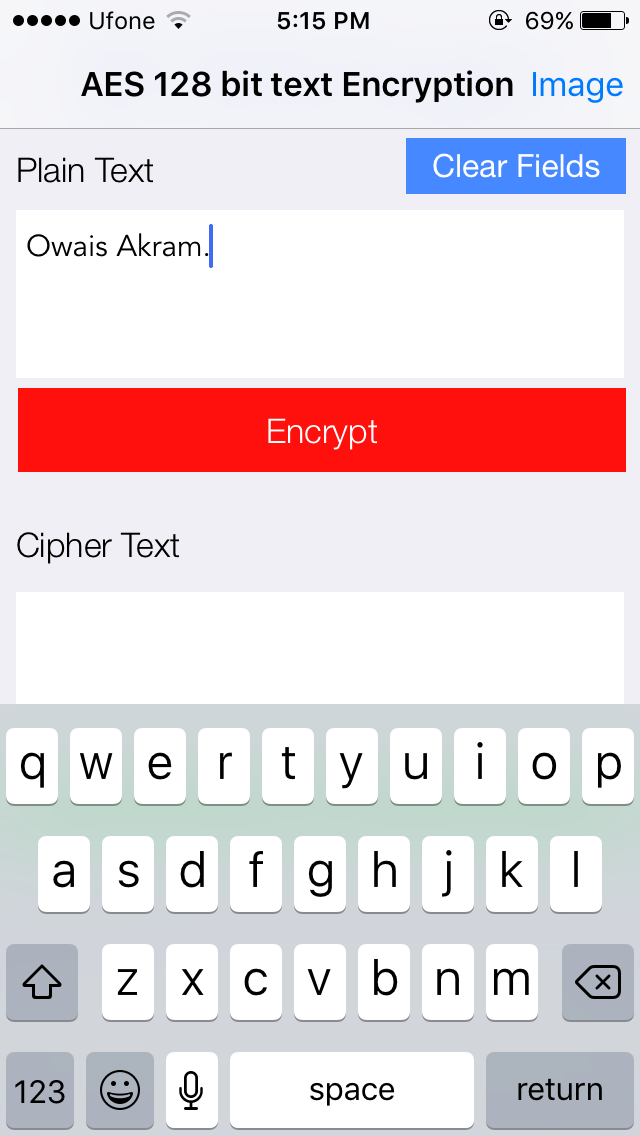 Ufone 5:15 PM 69%
AES 128 bit text Encryption Image
Plain Text Clear Fields
Owais Akram.
Encrypt
Cipher Text
q w e r t y u i o p
a s d f g h j k l
z x c v b n m
123 space return